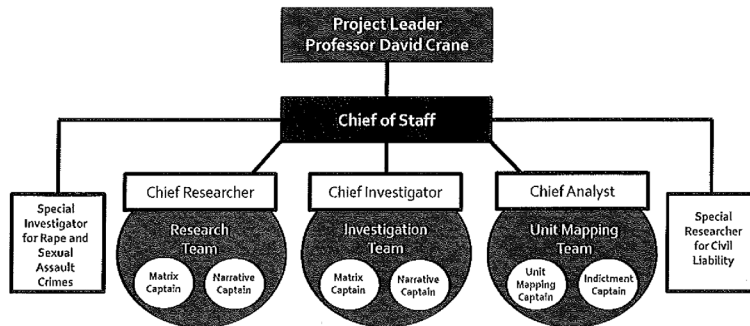 Project Leader
Professor David Crane
Chief of Staff
Chief Researcher
Chief Investigator
Chief Analyst
Special
Investigator
for Rape and
Sexual
Assault
Crimes
Research
Team
Matrix
Captain
Narrative
Captain
Investigation
Team
Matrix
Captain
Narrative
Captain
Unit Mapping
Team
Unit
Mapping
Captain
Indictment
Captain
Special
Researcher
for Civil
Liability